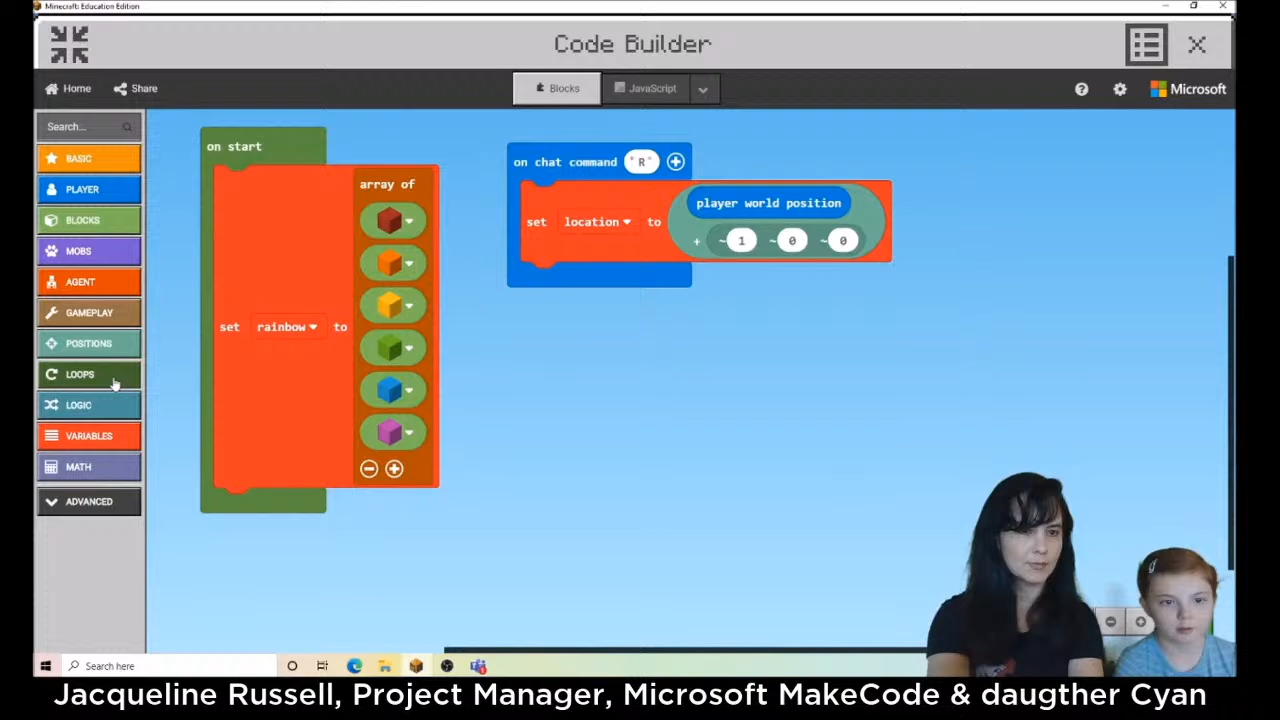 Minecraft: Education Edition
Code Builder
Home
Share
Blocks
JavaScript
Microsoft
Search...
BASIC
PLAYER
BLOCKS
MOBS
AGENT
GAMEPLAY
POSITIONS
LOOPS
LOGIC
VARIABLES
MATH
ADVANCED
on start
set rainbow to
array of
on chat command "R"
set location to
player world position
+ ~1 ~0 ~0
Search here
Jacqueline Russell, Project Manager, Microsoft MakeCode & daugther Cyan